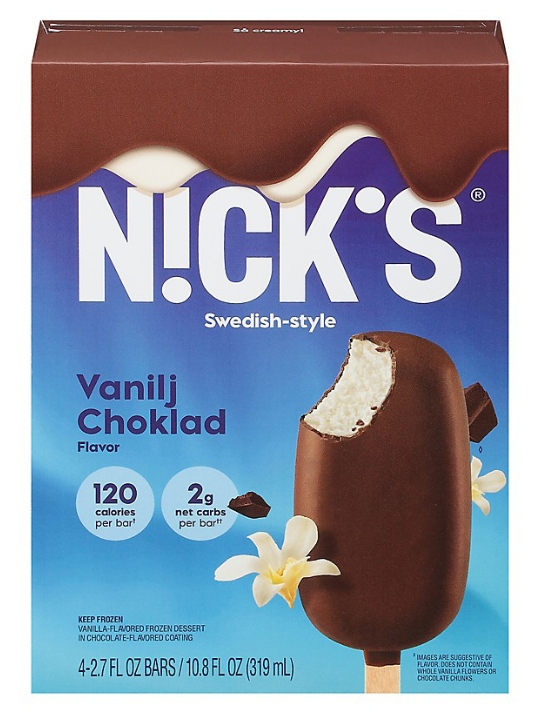 Så creamy!
N!CK'S®
Swedish-style
Vanilj
Choklad
Flavor
120
calories
per bar†
2g
net carbs
per bar††
KEEP FROZEN
VANILLA-FLAVORED FROZEN DESSERT
IN CHOCOLATE-FLAVORED COATING
4-2.7 FL OZ BARS / 10.8 FL OZ (319 mL)
◊IMAGES ARE SUGGESTIVE OF
FLAVOR. DOES NOT CONTAIN
WHOLE VANILLA FLOWERS OR
CHOCOLATE CHUNKS.